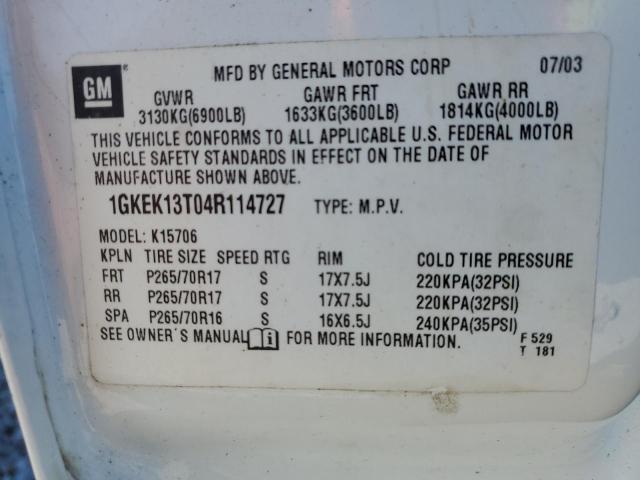 GM MFD BY GENERAL MOTORS CORP 07/03
GVWR GAWR FRT GAWR RR
3130KG(6900LB) 1633KG(3600LB) 1814KG(4000LB)
THIS VEHICLE CONFORMS TO ALL APPLICABLE U.S. FEDERAL MOTOR
VEHICLE SAFETY STANDARDS IN EFFECT ON THE DATE OF
MANUFACTURE SHOWN ABOVE.
1GKEK13T04R114727 TYPE: M.P.V.
MODEL: K15706
KPLN TIRE SIZE SPEED RTG RIM COLD TIRE PRESSURE
FRT P265/70R17 S 17X7.5J 220KPA(32PSI)
RR P265/70R17 S 17X7.5J 220KPA(32PSI)
SPA P265/70R16 S 16X6.5J 240KPA(35PSI)
SEE OWNER'S MANUAL FOR MORE INFORMATION. F 529
T 181